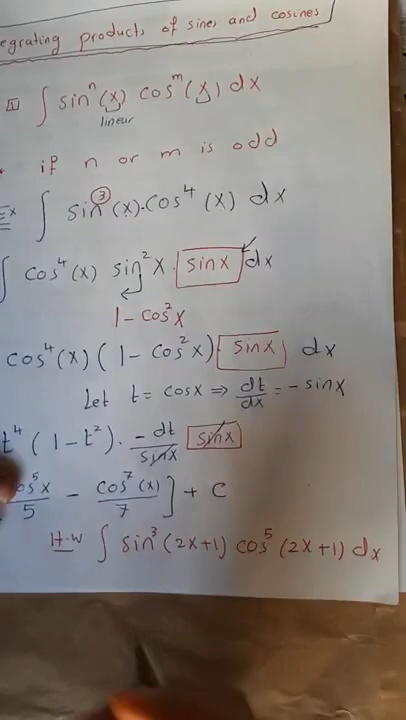 egrating products of sines and cosines
1 ∫ sinⁿ(x) cosᵐ(x) dx
linear
if n or m is odd
Ex ∫ sin³(x)·cos⁴(x) dx
∫ cos⁴(x) sin²x · sinx dx
1 - cos²x
cos⁴(x) (1 - cos²x) · sinx dx
Let t = cosx ⇒ dt/dx = -sinx
t⁴ (1 - t²) · -dt/sinx sinx
os⁵x/5 - cos⁷(x)/7 ] + c
H.W ∫ sin³(2x+1) cos⁵(2x+1) dx